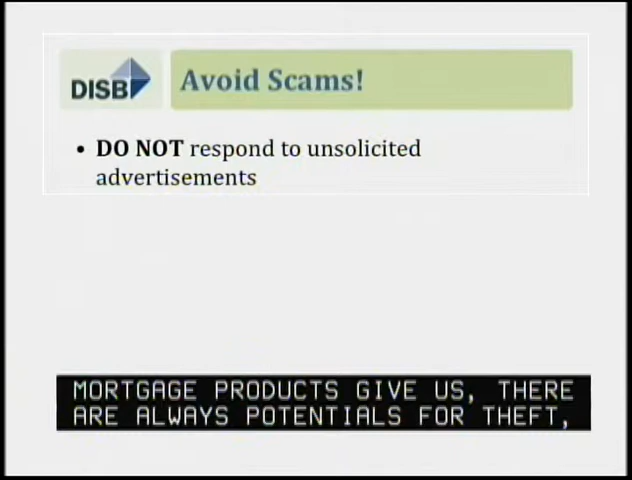 DISB
Avoid Scams!
• DO NOT respond to unsolicited
advertisements
MORTGAGE PRODUCTS GIVE US, THERE
ARE ALWAYS POTENTIALS FOR THEFT,